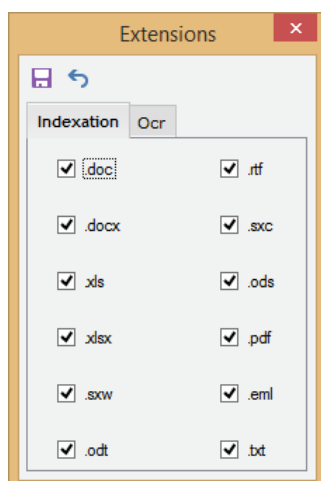 Extensions
Indexation Ocr
.doc .rtf
.docx .sxc
.xls .ods
.xlsx .pdf
.sxw .eml
.odt .txt